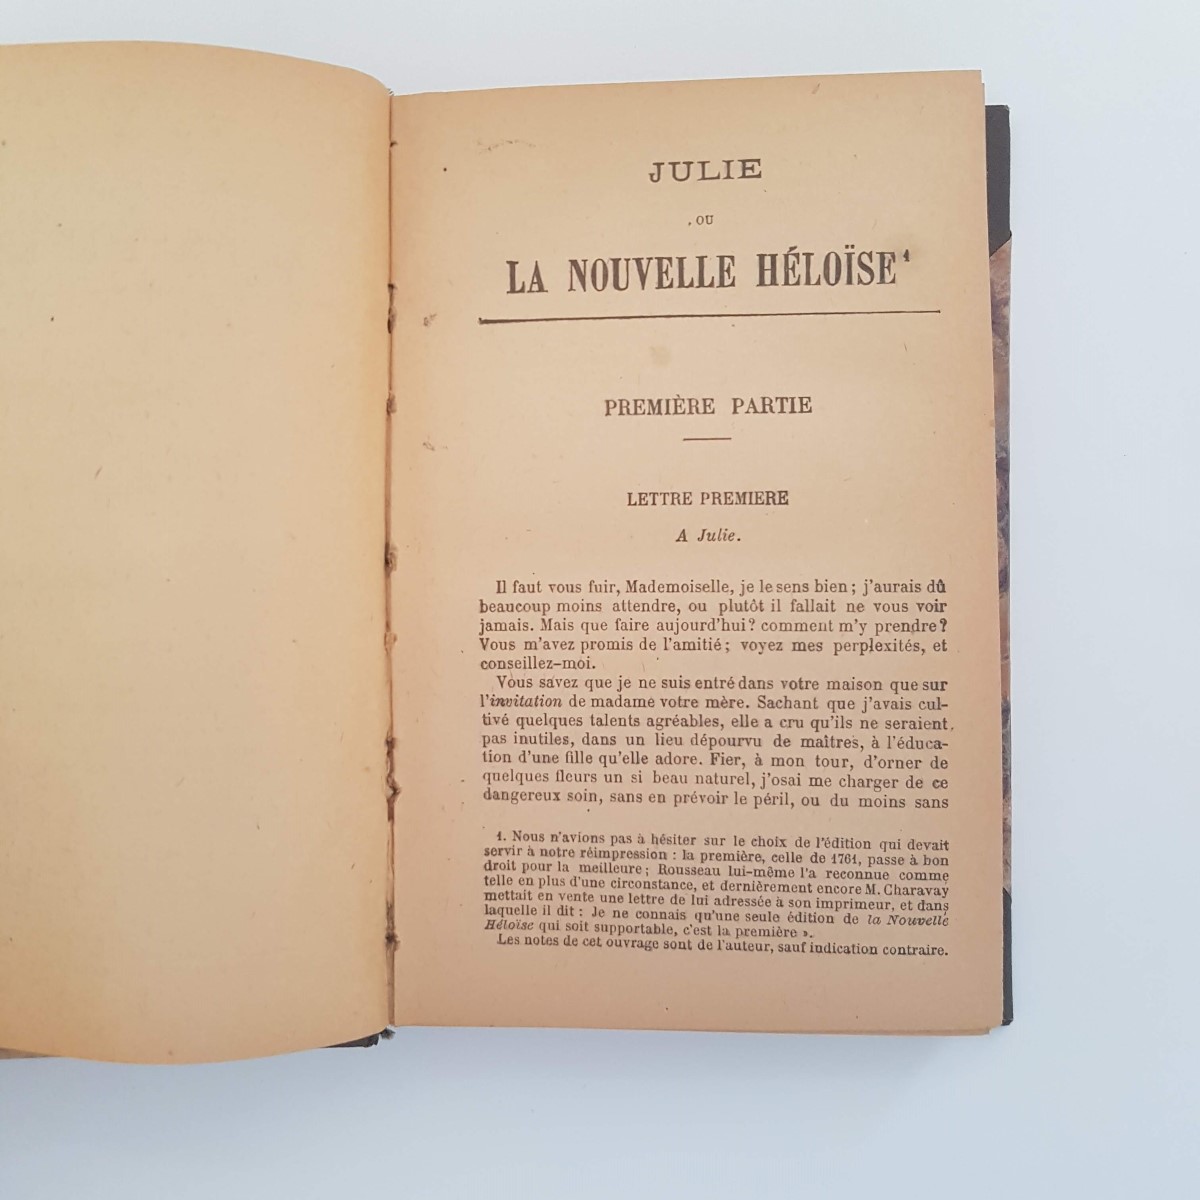 JULIE
OU
LA NOUVELLE HÉLOÏSE¹
PREMIÈRE PARTIE
LETTRE PREMIERE
A Julie.
Il faut vous fuir, Mademoiselle, je le sens bien ; j'aurais dû
beaucoup moins attendre, ou plutôt il fallait ne vous voir
jamais. Mais que faire aujourd'hui? comment m'y prendre?
Vous m'avez promis de l'amitié ; voyez mes perplexités, et
conseillez-moi.
Vous savez que je ne suis entré dans votre maison que sur
l'invitation de madame votre mère. Sachant que j'avais cul-
tivé quelques talents agréables, elle a cru qu'ils ne seraient
pas inutiles, dans un lieu dépourvu de maîtres, à l'éduca-
tion d'une fille qu'elle adore. Fier, à mon tour, d'orner de
quelques fleurs un si beau naturel, j'osai me charger de ce
dangereux soin, sans en prévoir le péril, ou du moins sans
1. Nous n'avions pas à hésiter sur le choix de l'édition qui devait
servir à notre réimpression : la première, celle de 1761, passe à bon
droit pour la meilleure ; Rousseau lui-même l'a reconnue comme
telle en plus d'une circonstance, et dernièrement encore M. Charavay
mettait en vente une lettre de lui adressée à son imprimeur, et dans
laquelle il dit : Je ne connais qu'une seule édition de la Nouvelle
Héloïse qui soit supportable, c'est la première ».
Les notes de cet ouvrage sont de l'auteur, sauf indication contraire.